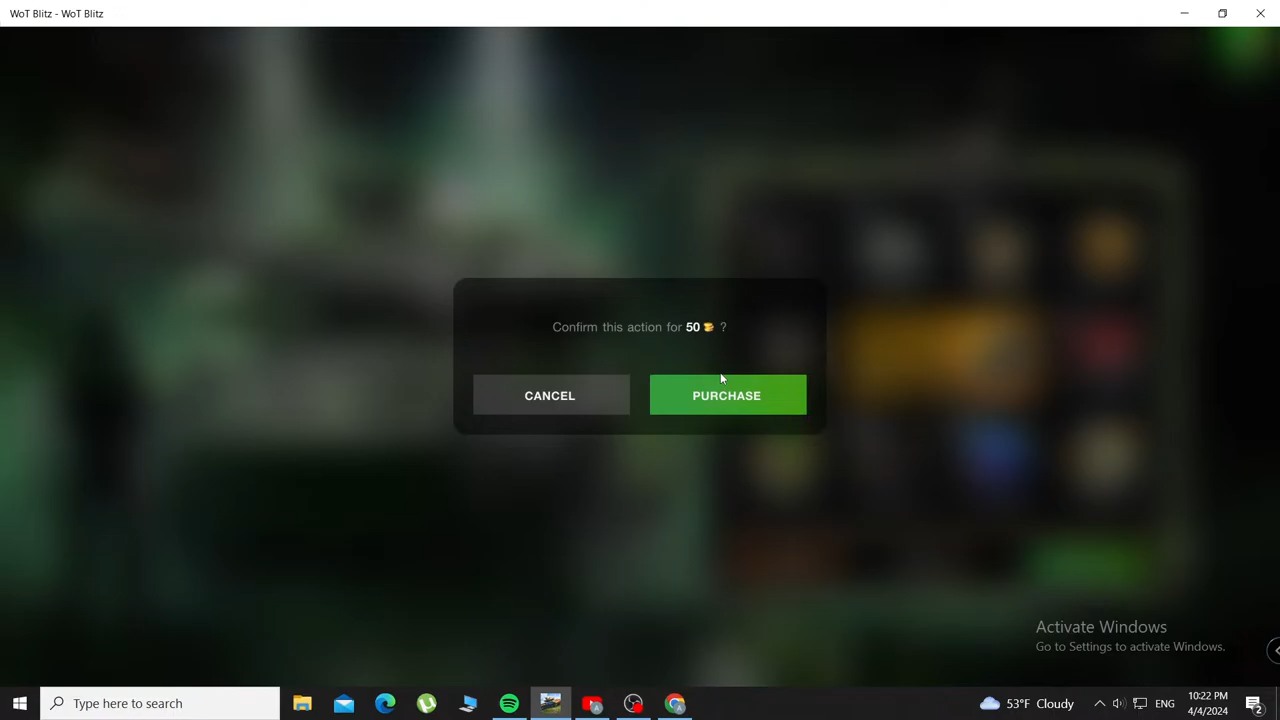 WoT Blitz - WoT Blitz
Confirm this action for 50 ?
CANCEL
PURCHASE
Activate Windows
Go to Settings to activate Windows.
Type here to search
53°F Cloudy
ENG
10:22 PM
4/4/2024
2